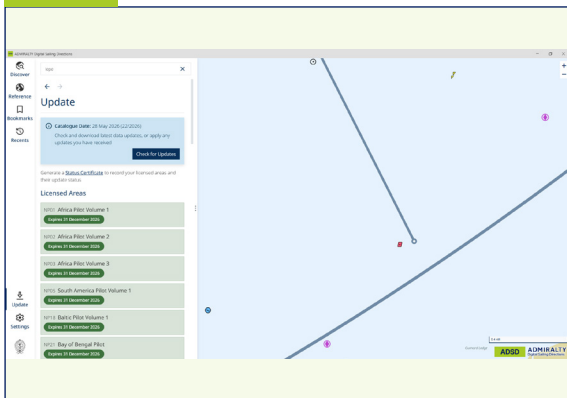 ADMIRALTY Digital Sailing Directions
Discover
Reference
Bookmarks
Recents
Update
Settings
Update
Catalogue Date: 28 May 2026 (22/2026)
Check and download latest data updates, or apply any
updates you have received
Check for Updates
Generate a Status Certificate to record your licensed areas and
their update status.
Licensed Areas
NP01 Africa Pilot Volume 1
Expires 31 December 2026
NP02 Africa Pilot Volume 2
Expires 31 December 2026
NP03 Africa Pilot Volume 3
Expires 31 December 2026
NP05 South America Pilot Volume 1
Expires 31 December 2026
NP18 Baltic Pilot Volume 1
Expires 31 December 2026
NP21 Bay of Bengal Pilot
Expires 31 December 2026
ADSD
ADMIRALTY
Digital Sailing Directions